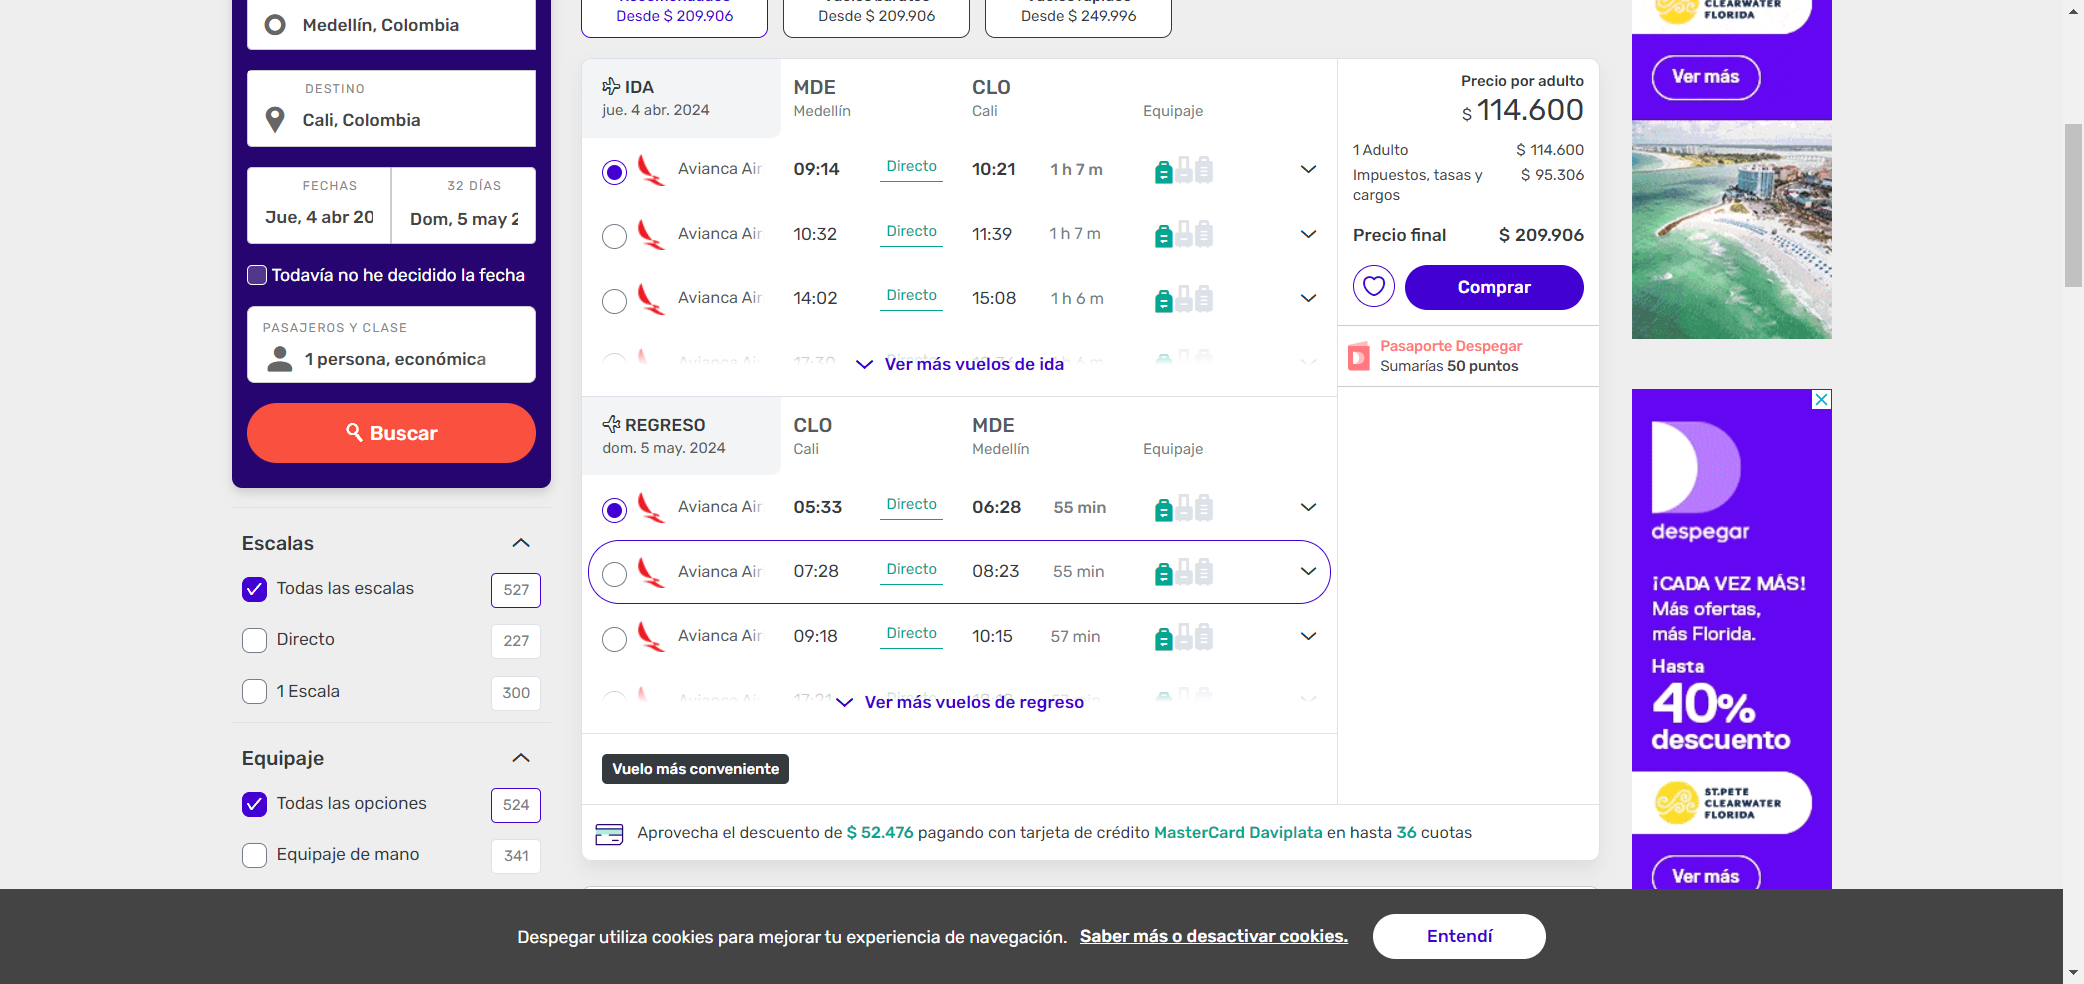 Medellín, Colombia
DESTINO
Cali, Colombia
FECHAS
32 DÍAS
Jue, 4 abr 20
Dom, 5 may 2
Todavía no he decidido la fecha
PASAJEROS Y CLASE
1 persona, económica
Buscar
Escalas
Todas las escalas
527
Directo
227
1 Escala
300
Equipaje
Todas las opciones
524
Equipaje de mano
341
Desde $ 209.906
Desde $ 209.906
Desde $ 249.996
IDA
jue. 4 abr. 2024
MDE
Medellín
CLO
Cali
Equipaje
Avianca Air 09:14 Directo 10:21 1 h 7 m
Avianca Air 10:32 Directo 11:39 1 h 7 m
Avianca Air 14:02 Directo 15:08 1 h 6 m
Ver más vuelos de ida
REGRESO
dom. 5 may. 2024
CLO
Cali
MDE
Medellín
Equipaje
Avianca Air 05:33 Directo 06:28 55 min
Avianca Air 07:28 Directo 08:23 55 min
Avianca Air 09:18 Directo 10:15 57 min
Ver más vuelos de regreso
Vuelo más conveniente
Aprovecha el descuento de $ 52.476 pagando con tarjeta de crédito MasterCard Daviplata en hasta 36 cuotas
Precio por adulto
$ 114.600
1 Adulto $ 114.600
Impuestos, tasas y $ 95.306
cargos
Precio final $ 209.906
Comprar
Pasaporte Despegar
Sumarías 50 puntos
CLEARWATER
FLORIDA
Ver más
despegar
¡CADA VEZ MÁS!
Más ofertas,
más Florida.
Hasta
40%
descuento
ST.PETE
CLEARWATER
FLORIDA
Ver más
Despegar utiliza cookies para mejorar tu experiencia de navegación. Saber más o desactivar cookies.
Entendí